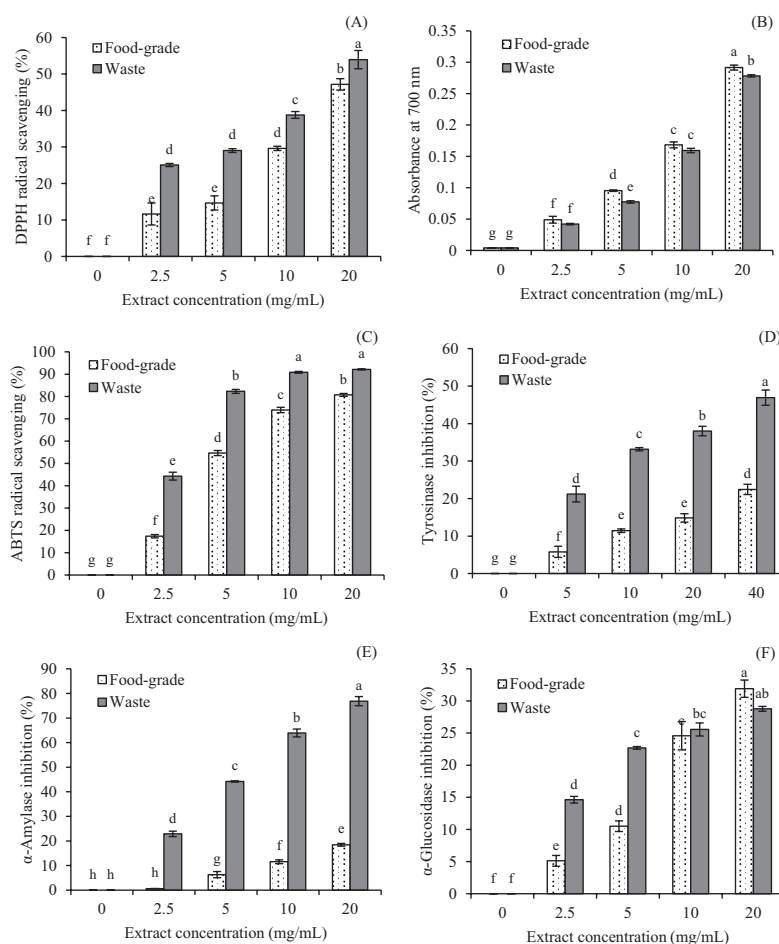 (A)
Food-grade
Waste
DPPH radical scavenging (%)
60
50
40
30
20
10
0
f f e d e d d c b a
0 2.5 5 10 20
Extract concentration (mg/mL)
(B)
Food-grade
Waste
Absorbance at 700 nm
0.3
0.25
0.2
0.15
0.1
0.05
0
g g f f d e c c a b
0 2.5 5 10 20
Extract concentration (mg/mL)
(C)
Food-grade
Waste
ABTS radical scavenging (%)
100
90
80
70
60
50
40
30
20
10
0
g g f e d b c a b a
0 2.5 5 10 20
Extract concentration (mg/mL)
(D)
Food-grade
Waste
Tyrosinase inhibition (%)
60
50
40
30
20
10
0
g g f d e c e b d a
0 5 10 20 40
Extract concentration (mg/mL)
(E)
Food-grade
Waste
α-Amylase inhibition (%)
90
80
70
60
50
40
30
20
10
0
h h h d g c f b e a
0 2.5 5 10 20
Extract concentration (mg/mL)
(F)
Food-grade
Waste
α-Glucosidase inhibition (%)
35
30
25
20
15
10
5
0
f f e d d c c bc a ab
0 2.5 5 10 20
Extract concentration (mg/mL)